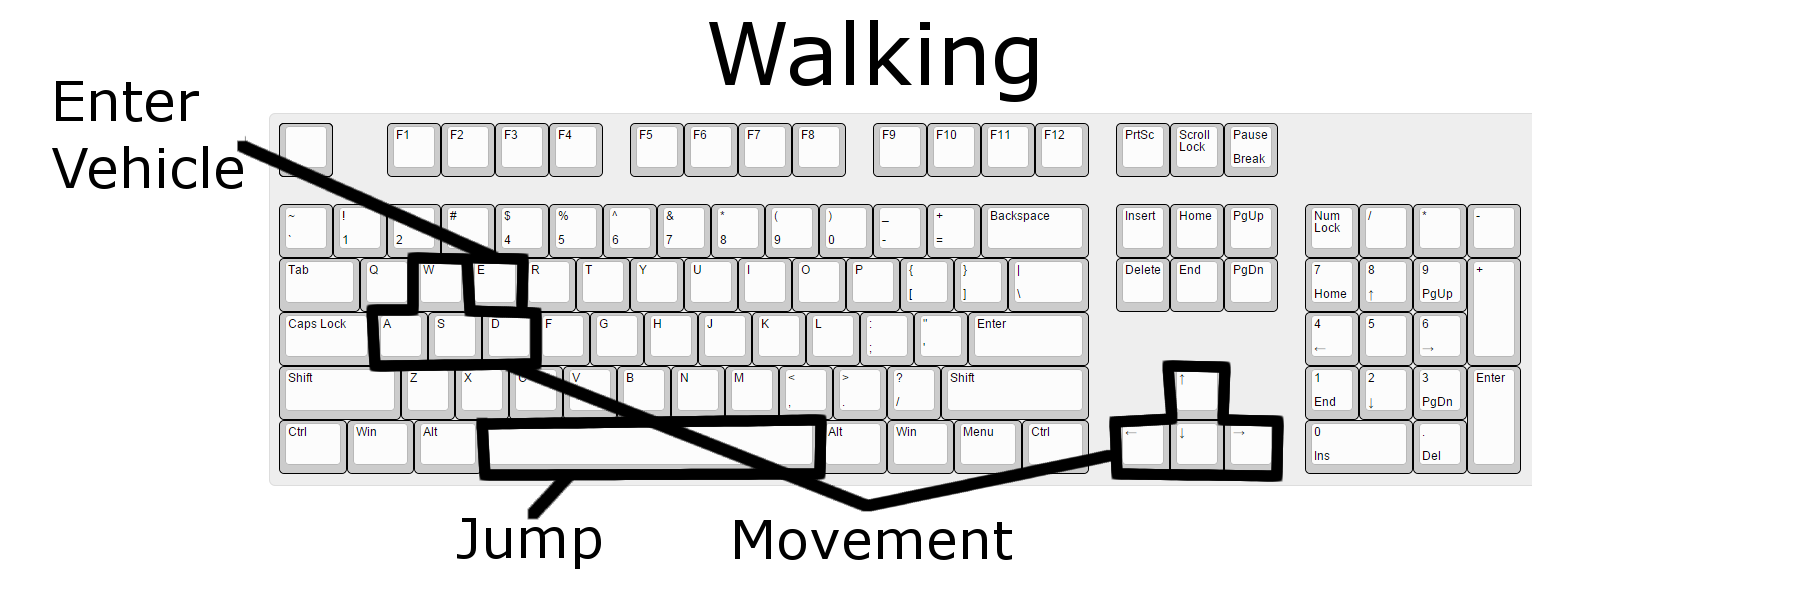 Walking
Enter
Vehicle
F1 F2 F3 F4 F5 F6 F7 F8 F9 F10 F11 F12 PrtSc Scroll Lock Pause Break
~ ` ! 1 2 # $ 4 % 5 ^ 6 & 7 * 8 ( 9 ) 0 _ - + = Backspace Insert Home PgUp Num Lock / * -
Tab Q W E R T Y U I O P { [ } ] | \ Delete End PgDn 7 Home 8 ↑ 9 PgUp +
Caps Lock A S D F G H J K L : ; " ' Enter 4 ← 5 6 →
Shift Z X C V B N M < , > . ? / Shift ↑ 1 End 2 ↓ 3 PgDn Enter
Ctrl Win Alt Alt Win Menu Ctrl ← ↓ → 0 Ins . Del
Jump
Movement